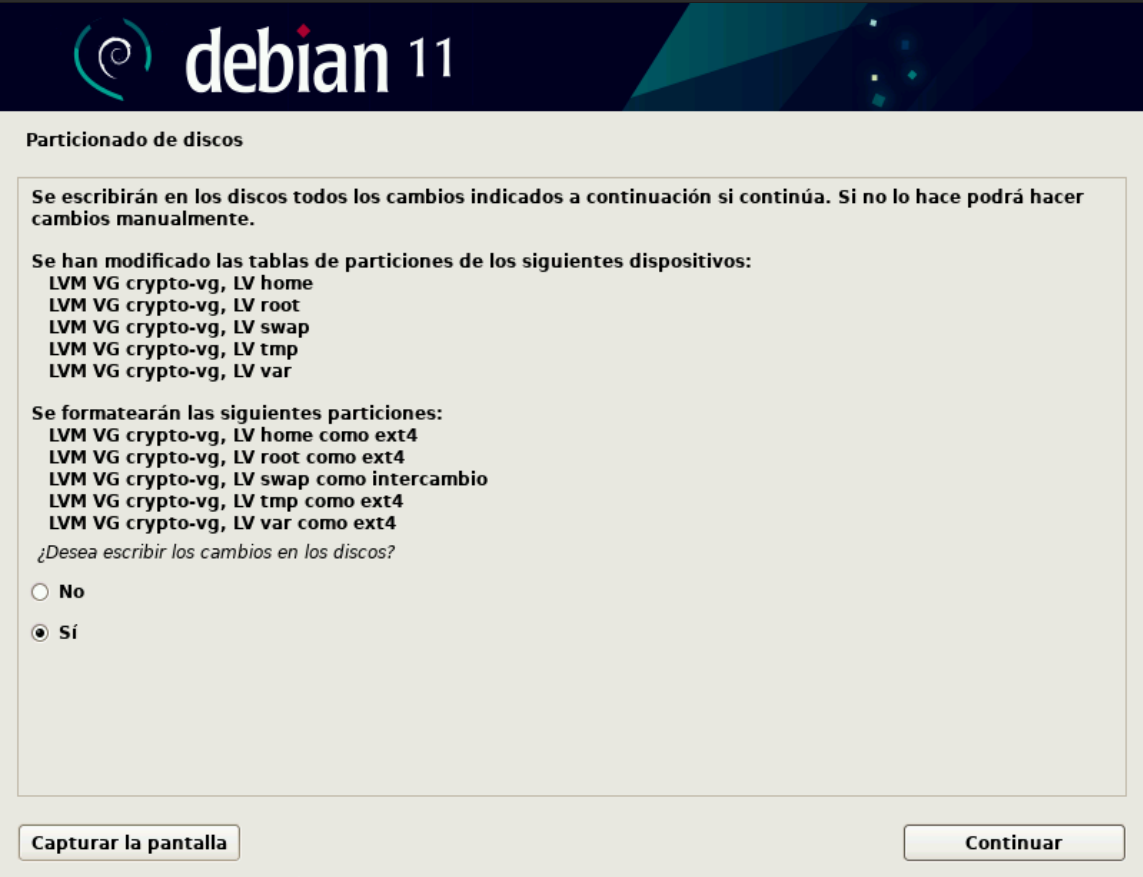 debian 11
Particionado de discos
Se escribirán en los discos todos los cambios indicados a continuación si continúa. Si no lo hace podrá hacer
cambios manualmente.
Se han modificado las tablas de particiones de los siguientes dispositivos:
LVM VG crypto-vg, LV home
LVM VG crypto-vg, LV root
LVM VG crypto-vg, LV swap
LVM VG crypto-vg, LV tmp
LVM VG crypto-vg, LV var
Se formatearán las siguientes particiones:
LVM VG crypto-vg, LV home como ext4
LVM VG crypto-vg, LV root como ext4
LVM VG crypto-vg, LV swap como intercambio
LVM VG crypto-vg, LV tmp como ext4
LVM VG crypto-vg, LV var como ext4
¿Desea escribir los cambios en los discos?
No
Sí
Capturar la pantalla
Continuar